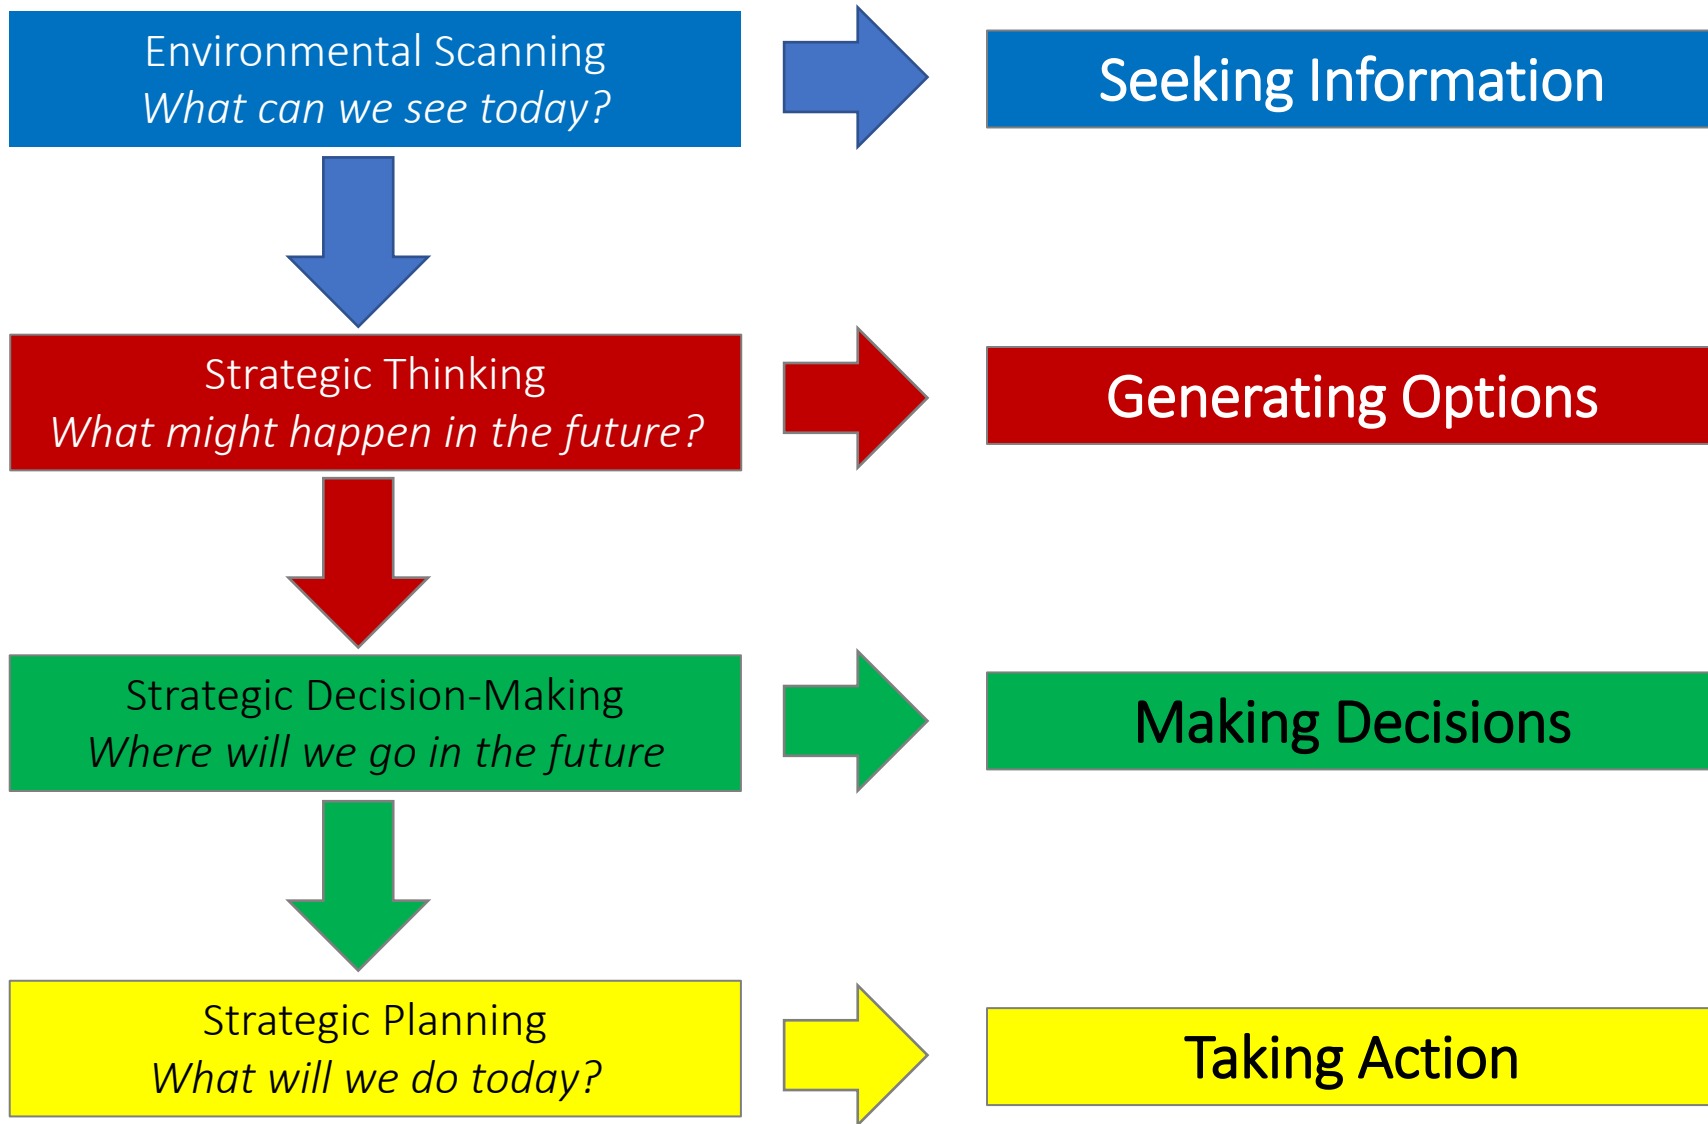 Environmental Scanning
What can we see today?
Seeking Information
Strategic Thinking
What might happen in the future?
Generating Options
Strategic Decision-Making
Where will we go in the future
Making Decisions
Strategic Planning
What will we do today?
Taking Action